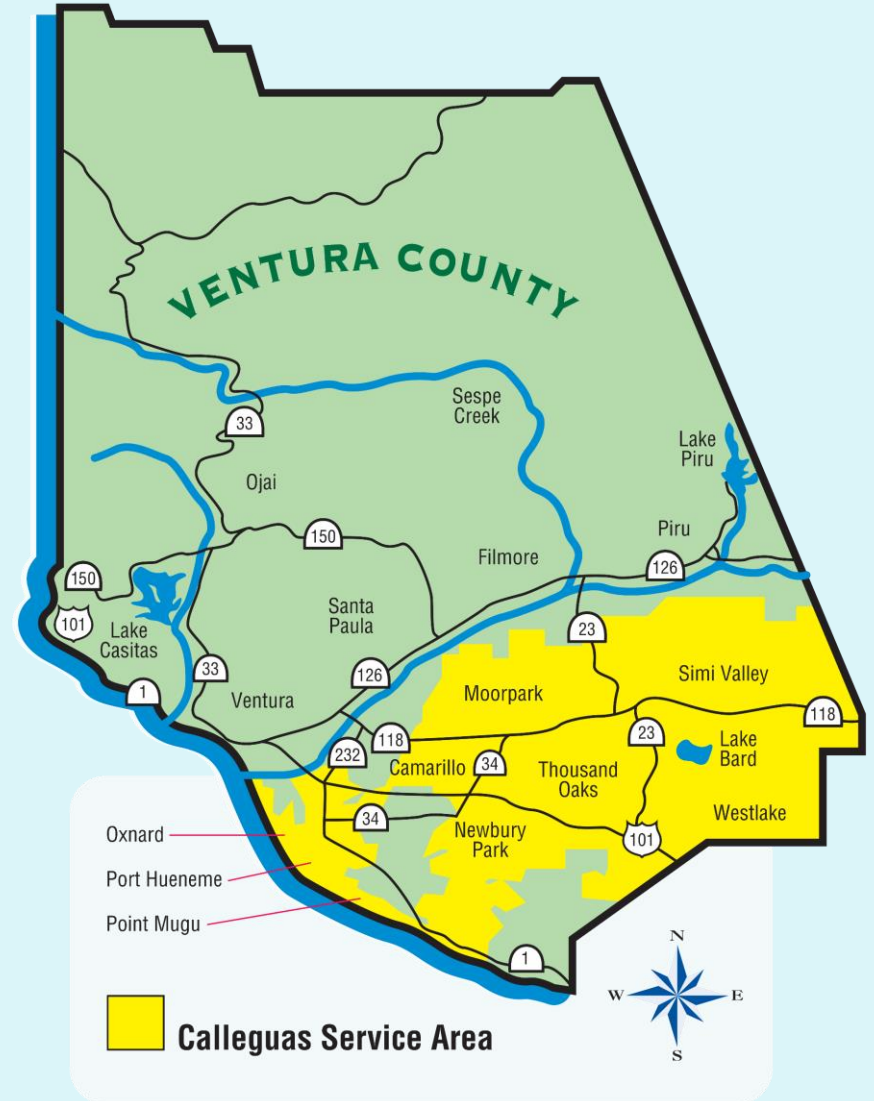 VENTURA COUNTY
Sespe
Creek
33
Lake
Piru
Ojai
150
Piru
Filmore
126
150
101
Lake
Casitas
Santa
Paula
23
33
126
Simi Valley
1
Ventura
Moorpark
118
118
232
23
Lake
Bard
Camarillo
34
Thousand
Oaks
Westlake
34
Newbury
Park
101
Oxnard
Port Hueneme
Point Mugu
1
N
W
E
S
Calleguas Service Area